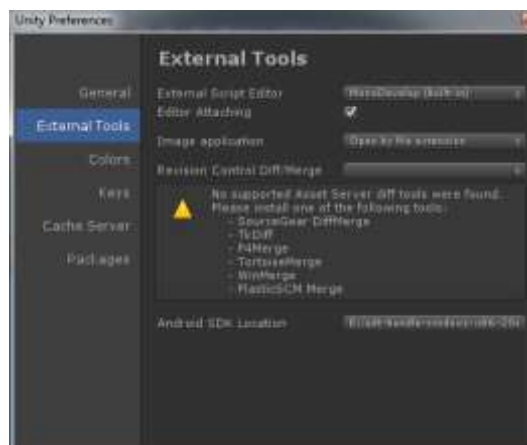 Unity Preferences
External Tools
General
External Tools
Colors
Keys
Cache Server
Packages
External Script Editor
MonoDevelop (built-in)
Editor Attaching
Image application
Open by file extension
Revision Control Diff/Merge
No supported Asset Server diff tools were found.
Please install one of the following tools:
- SourceGear DiffMerge
- TkDiff
- P4Merge
- TortoiseMerge
- WinMerge
- PlasticSCM Merge
Android SDK Location